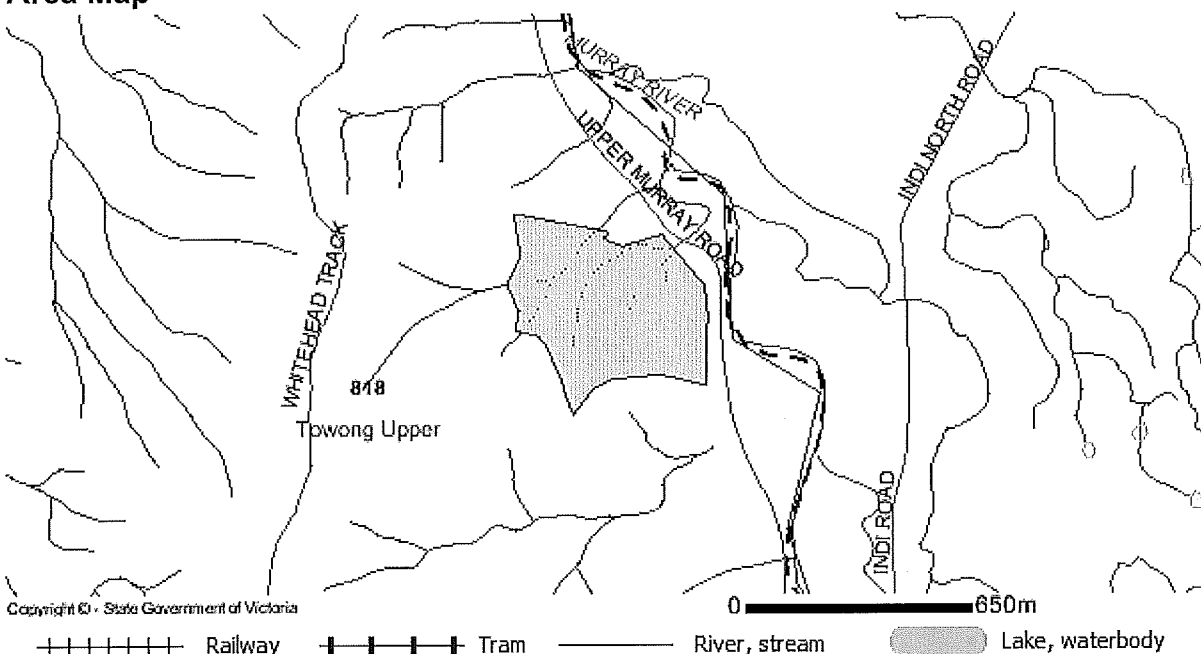 Area Map
MURRAY RIVER
INDI NORTH ROAD
UPPER MURRAY ROAD
WHITEHEAD TRACK
818
Towong Upper
INDI ROAD
Copyright © - State Government of Victoria
0 650m
Railway Tram River, stream Lake, waterbody